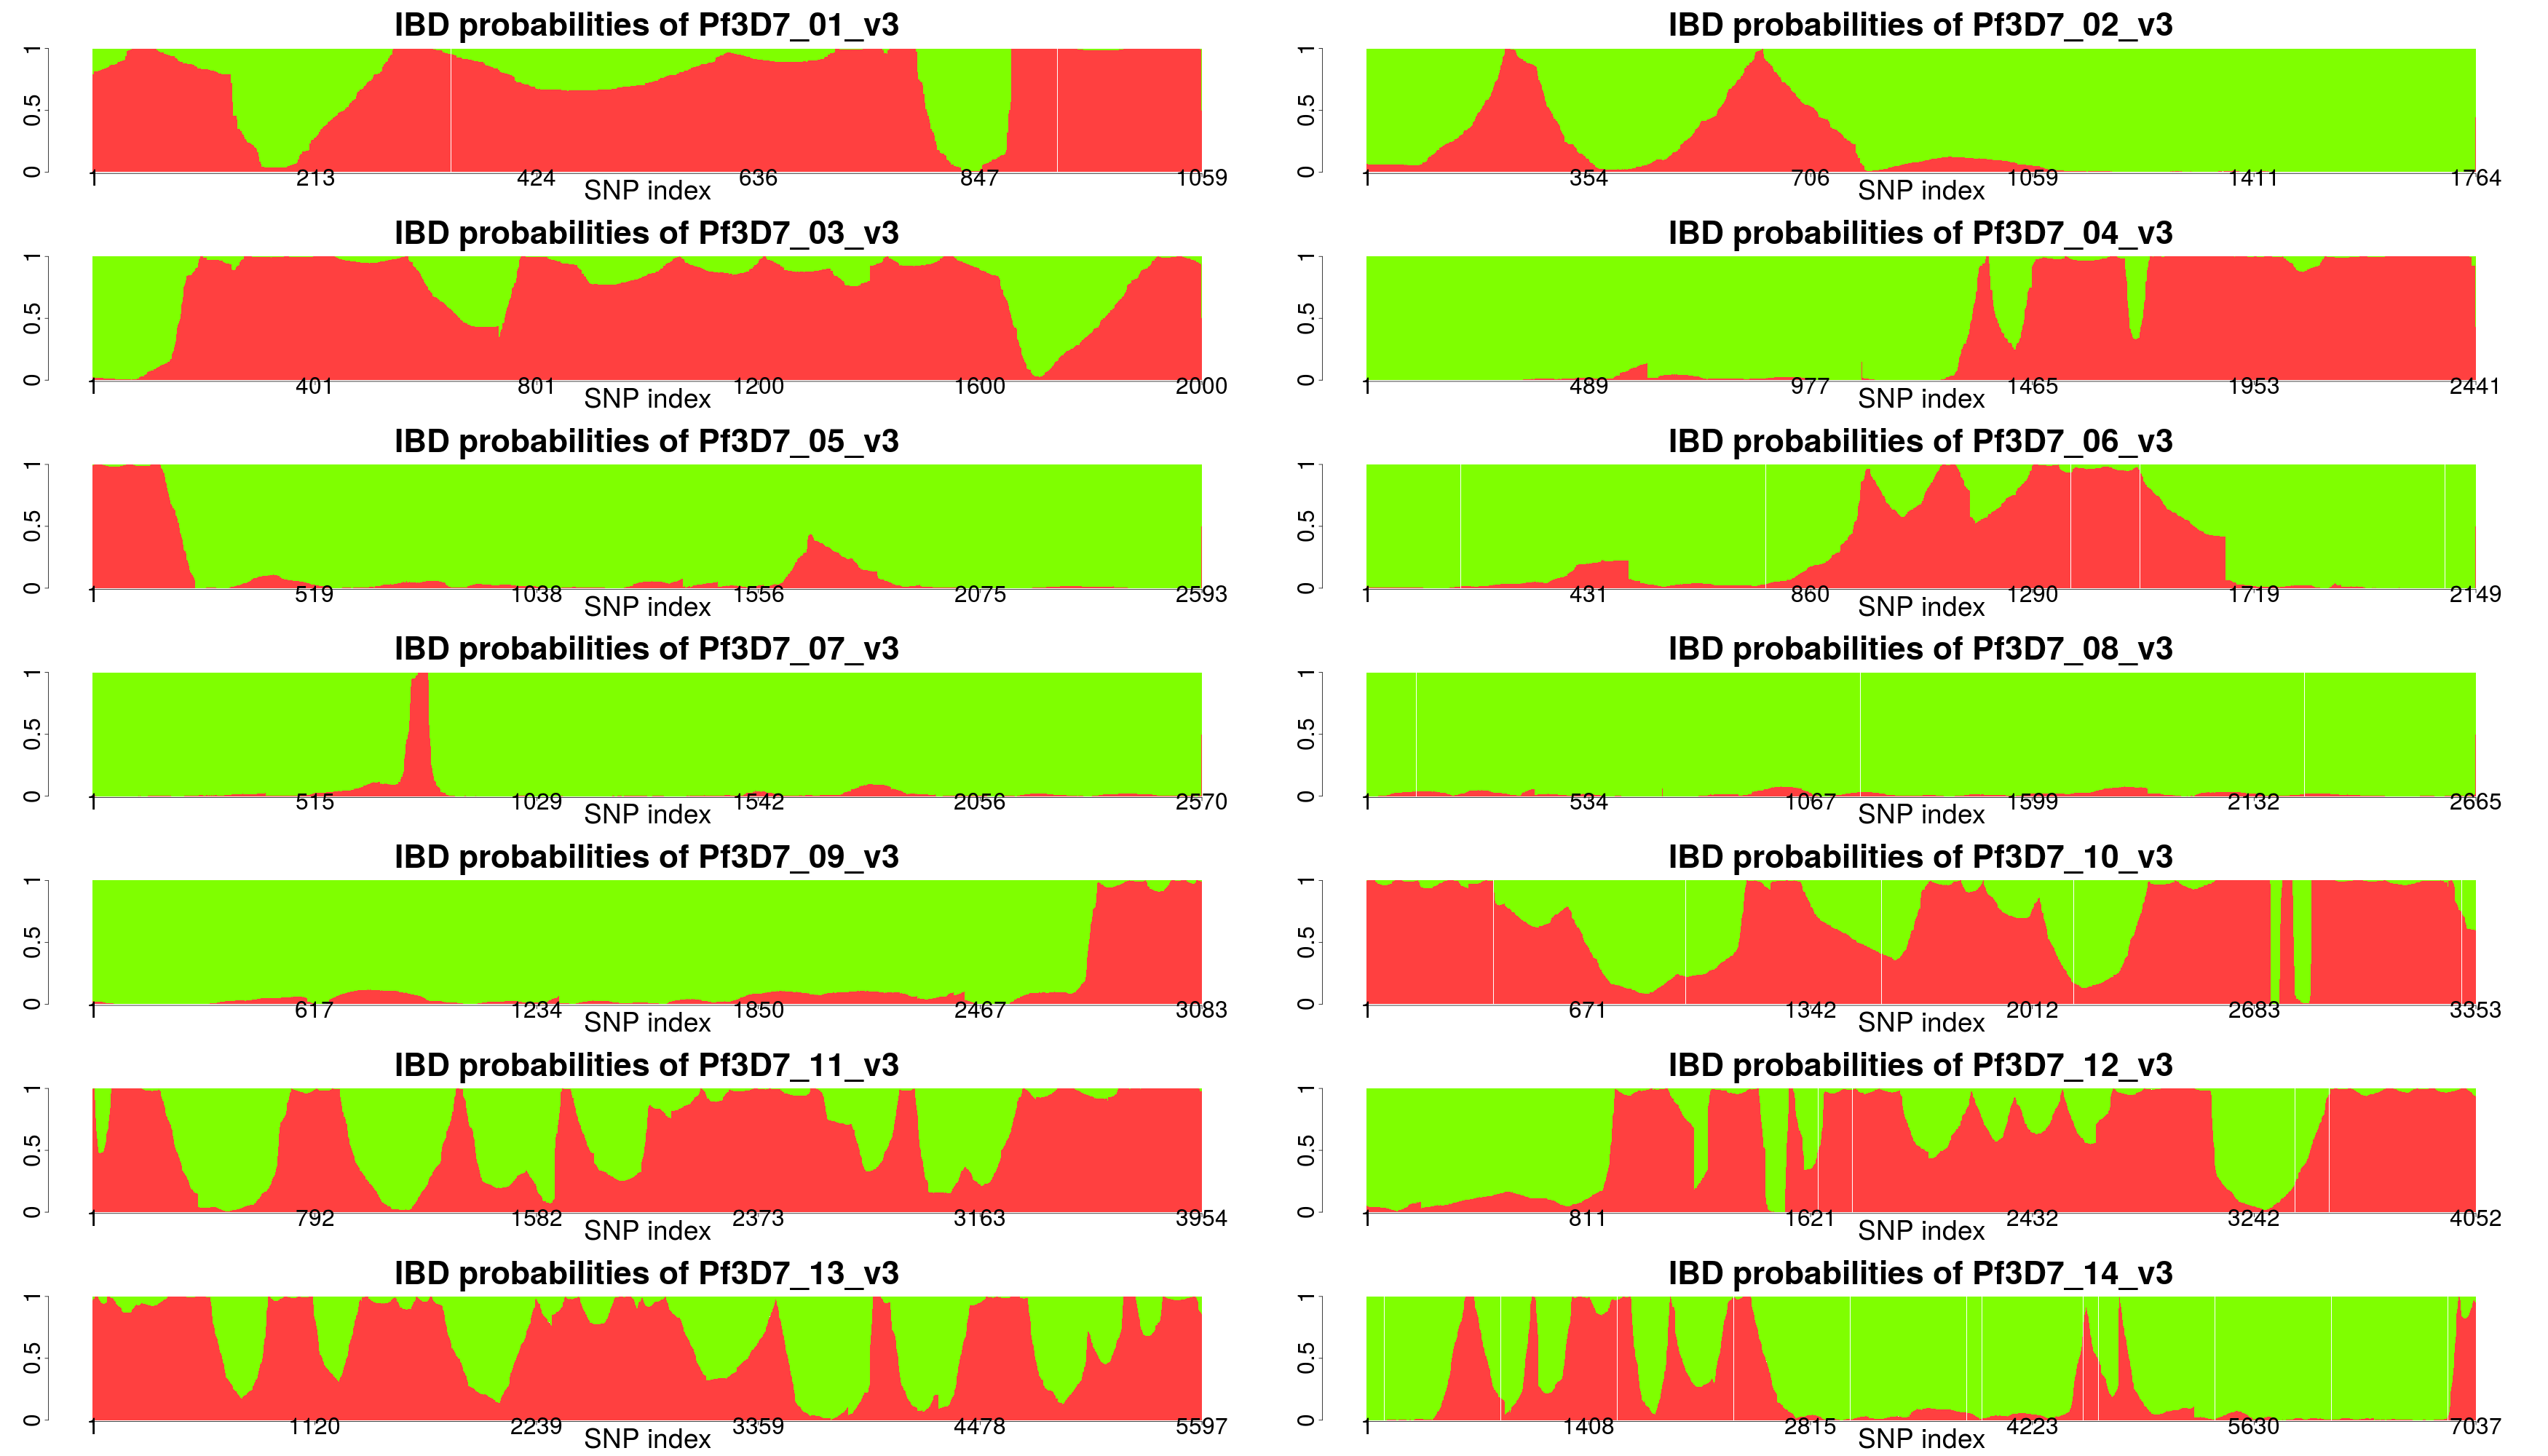 IBD probabilities of Pf3D7_01_v3
0 0.5 1
1 213 424 636 847 1059
SNP index
IBD probabilities of Pf3D7_02_v3
0 0.5 1
1 354 706 1059 1411 1764
SNP index
IBD probabilities of Pf3D7_03_v3
0 0.5 1
1 401 801 1200 1600 2000
SNP index
IBD probabilities of Pf3D7_04_v3
0 0.5 1
1 489 977 1465 1953 2441
SNP index
IBD probabilities of Pf3D7_05_v3
0 0.5 1
1 519 1038 1556 2075 2593
SNP index
IBD probabilities of Pf3D7_06_v3
0 0.5 1
1 431 860 1290 1719 2149
SNP index
IBD probabilities of Pf3D7_07_v3
0 0.5 1
1 515 1029 1542 2056 2570
SNP index
IBD probabilities of Pf3D7_08_v3
0 0.5 1
1 534 1067 1599 2132 2665
SNP index
IBD probabilities of Pf3D7_09_v3
0 0.5 1
1 617 1234 1850 2467 3083
SNP index
IBD probabilities of Pf3D7_10_v3
0 0.5 1
1 671 1342 2012 2683 3353
SNP index
IBD probabilities of Pf3D7_11_v3
0 0.5 1
1 792 1582 2373 3163 3954
SNP index
IBD probabilities of Pf3D7_12_v3
0 0.5 1
1 811 1621 2432 3242 4052
SNP index
IBD probabilities of Pf3D7_13_v3
0 0.5 1
1 1120 2239 3359 4478 5597
SNP index
IBD probabilities of Pf3D7_14_v3
0 0.5 1
1 1408 2815 4223 5630 7037
SNP index